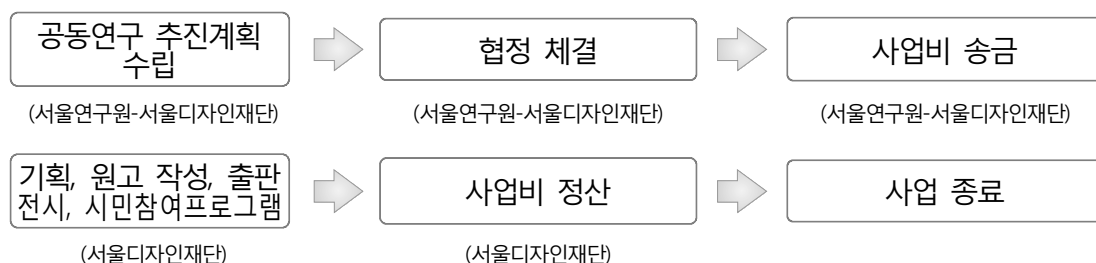 공동연구 추진계획 협정 체결 사업비 송금
수립
(서울연구원-서울디자인재단) (서울연구원-서울디자인재단) (서울연구원-서울디자인재단)
기획, 원고 작성, 출판 사업비 정산 사업 종료
전시, 시민참여프로그램
(서울디자인재단) (서울디자인재단)